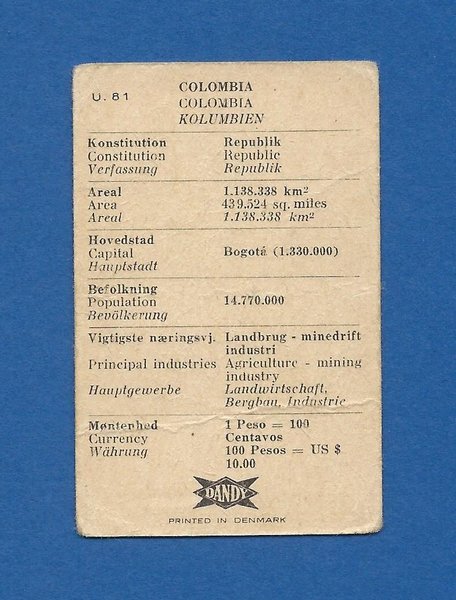 U. 81
COLOMBIA
COLOMBIA
KOLUMBIEN
Konstitution Republik
Constitution Republic
Verfassung Republik
Areal 1.138.338 km²
Area 439.524 sq. miles
Areal 1.138.338 km²
Hovedstad
Capital Bogotá (1.330.000)
Hauptstadt
Befolkning
Population 14.770.000
Bevölkerung
Vigtigste næringsvj. Landbrug - minedrift
industri
Principal industries Agriculture - mining
industry
Hauptgewerbe Landwirtschaft,
Bergbau, Industrie
Møntenhed 1 Peso = 100
Currency Centavos
Währung 100 Pesos = US $
10.00
DANDY
PRINTED IN DENMARK